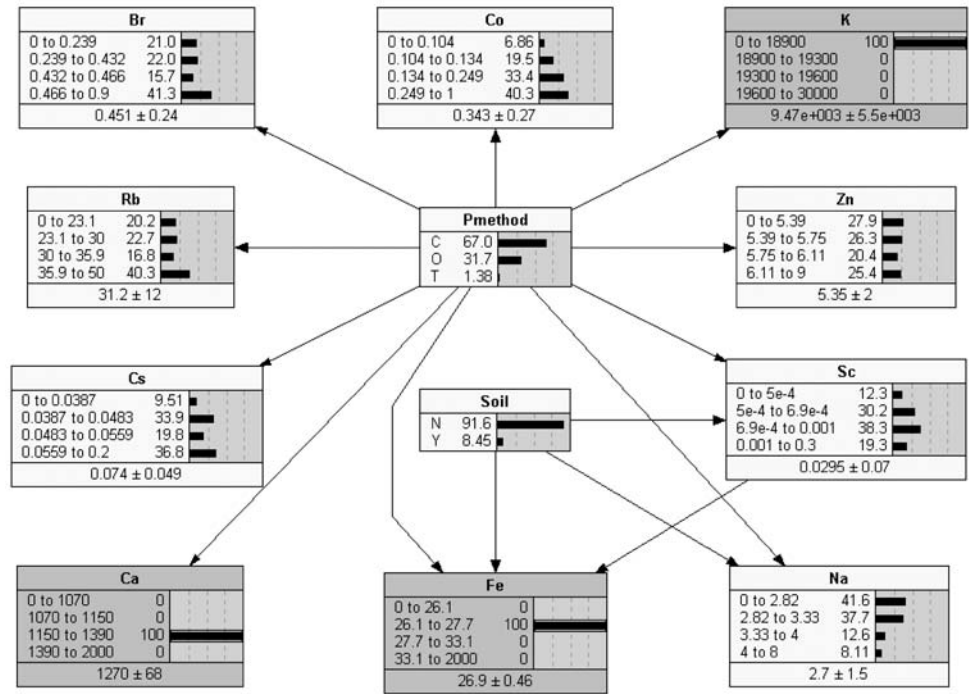 Br
0 to 0.239 21.0
0.239 to 0.432 22.0
0.432 to 0.466 15.7
0.466 to 0.9 41.3
0.451 ± 0.24
Co
0 to 0.104 6.86
0.104 to 0.134 19.5
0.134 to 0.249 33.4
0.249 to 1 40.3
0.343 ± 0.27
K
0 to 18900 100
18900 to 19300 0
19300 to 19600 0
19600 to 30000 0
9.47e+003 ± 5.5e+003
Rb
0 to 23.1 20.2
23.1 to 30 22.7
30 to 35.9 16.8
35.9 to 50 40.3
31.2 ± 12
Pmethod
C 67.0
O 31.7
T 1.38
Zn
0 to 5.39 27.9
5.39 to 5.75 26.3
5.75 to 6.11 20.4
6.11 to 9 25.4
5.35 ± 2
Cs
0 to 0.0387 9.51
0.0387 to 0.0483 33.9
0.0483 to 0.0559 19.8
0.0559 to 0.2 36.8
0.074 ± 0.049
Soil
N 91.6
Y 8.45
Sc
0 to 5e-4 12.3
5e-4 to 6.9e-4 30.2
6.9e-4 to 0.001 38.3
0.001 to 0.3 19.3
0.0295 ± 0.07
Ca
0 to 1070 0
1070 to 1150 0
1150 to 1390 100
1390 to 2000 0
1270 ± 68
Fe
0 to 26.1 0
26.1 to 27.7 100
27.7 to 33.1 0
33.1 to 2000 0
26.9 ± 0.46
Na
0 to 2.82 41.6
2.82 to 3.33 37.7
3.33 to 4 12.6
4 to 8 8.11
2.7 ± 1.5